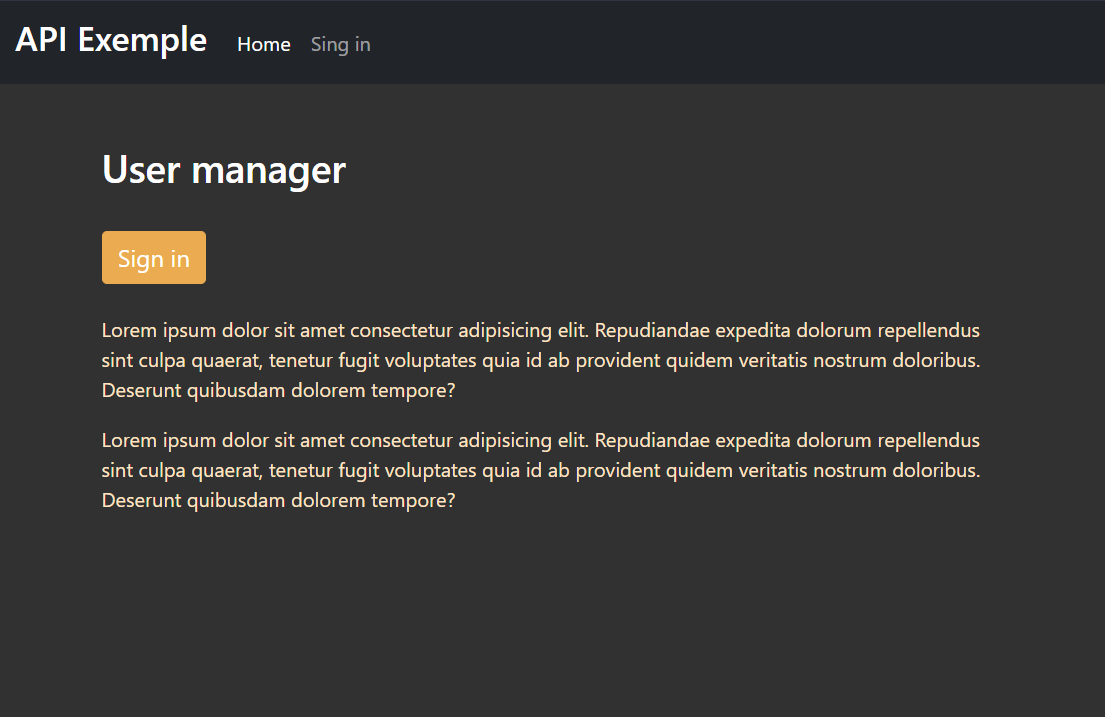 API Exemple
Home
Sing in
User manager
Sign in
Lorem ipsum dolor sit amet consectetur adipisicing elit. Repudiandae expedita dolorum repellendus
sint culpa quaerat, tenetur fugit voluptates quia id ab provident quidem veritatis nostrum doloribus.
Deserunt quibusdam dolorem tempore?
Lorem ipsum dolor sit amet consectetur adipisicing elit. Repudiandae expedita dolorum repellendus
sint culpa quaerat, tenetur fugit voluptates quia id ab provident quidem veritatis nostrum doloribus.
Deserunt quibusdam dolorem tempore?